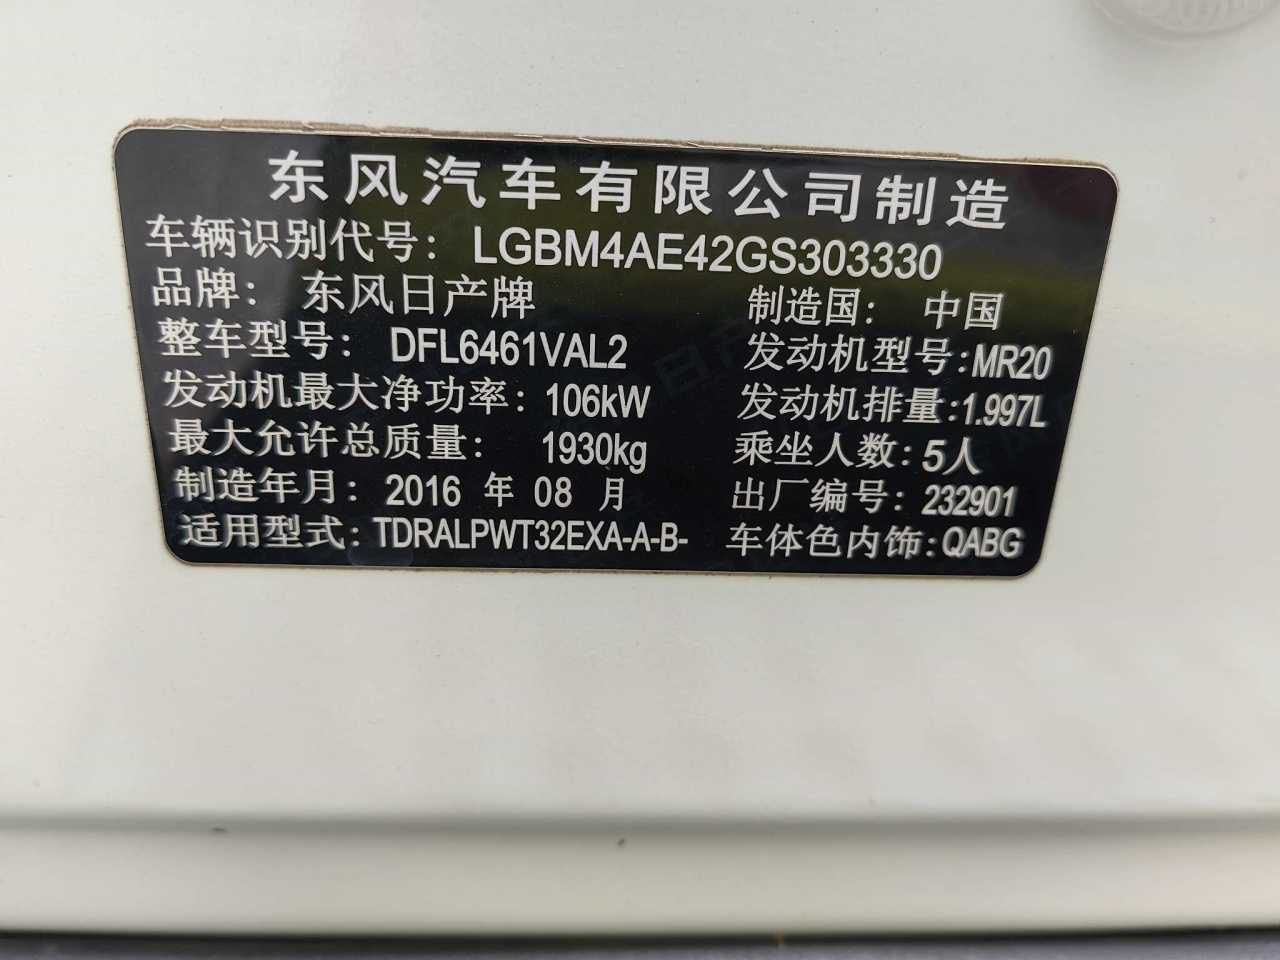 东风汽车有限公司制造
车辆识别代号: LGBM4AE42GS303330
品牌: 东风日产牌 制造国: 中国
整车型号: DFL6461VAL2 发动机型号: MR20
发动机最大净功率: 106kW 发动机排量: 1.997L
最大允许总质量: 1930kg 乘坐人数: 5人
制造年月: 2016 年 08 月 出厂编号: 232901
适用型式: TDRALPWT32EXA-A-B- 车体色内饰: QABG